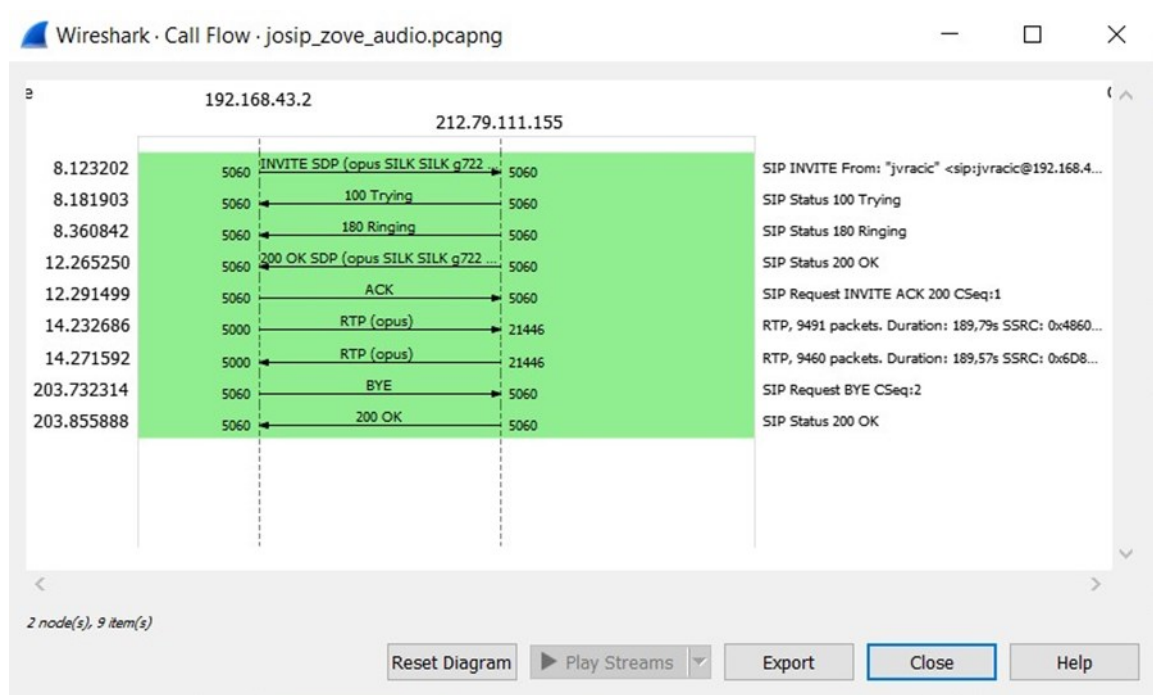 Wireshark · Call Flow · josip_zove_audio.pcapng
e 192.168.43.2
212.79.111.155
8.123202 5060 INVITE SDP (opus SILK SILK g722 ... 5060 SIP INVITE From: "jvracic" <sip:jvracic@192.168.4...
8.181903 5060 100 Trying 5060 SIP Status 100 Trying
8.360842 5060 180 Ringing 5060 SIP Status 180 Ringing
12.265250 5060 200 OK SDP (opus SILK SILK g722 ... 5060 SIP Status 200 OK
12.291499 5060 ACK 5060 SIP Request INVITE ACK 200 CSeq:1
14.232686 5000 RTP (opus) 21446 RTP, 9491 packets. Duration: 189,79s SSRC: 0x4860...
14.271592 5000 RTP (opus) 21446 RTP, 9460 packets. Duration: 189,57s SSRC: 0x6D8...
203.732314 5060 BYE 5060 SIP Request BYE CSeq:2
203.855888 5060 200 OK 5060 SIP Status 200 OK
2 node(s), 9 item(s)
Reset Diagram Play Streams Export Close Help